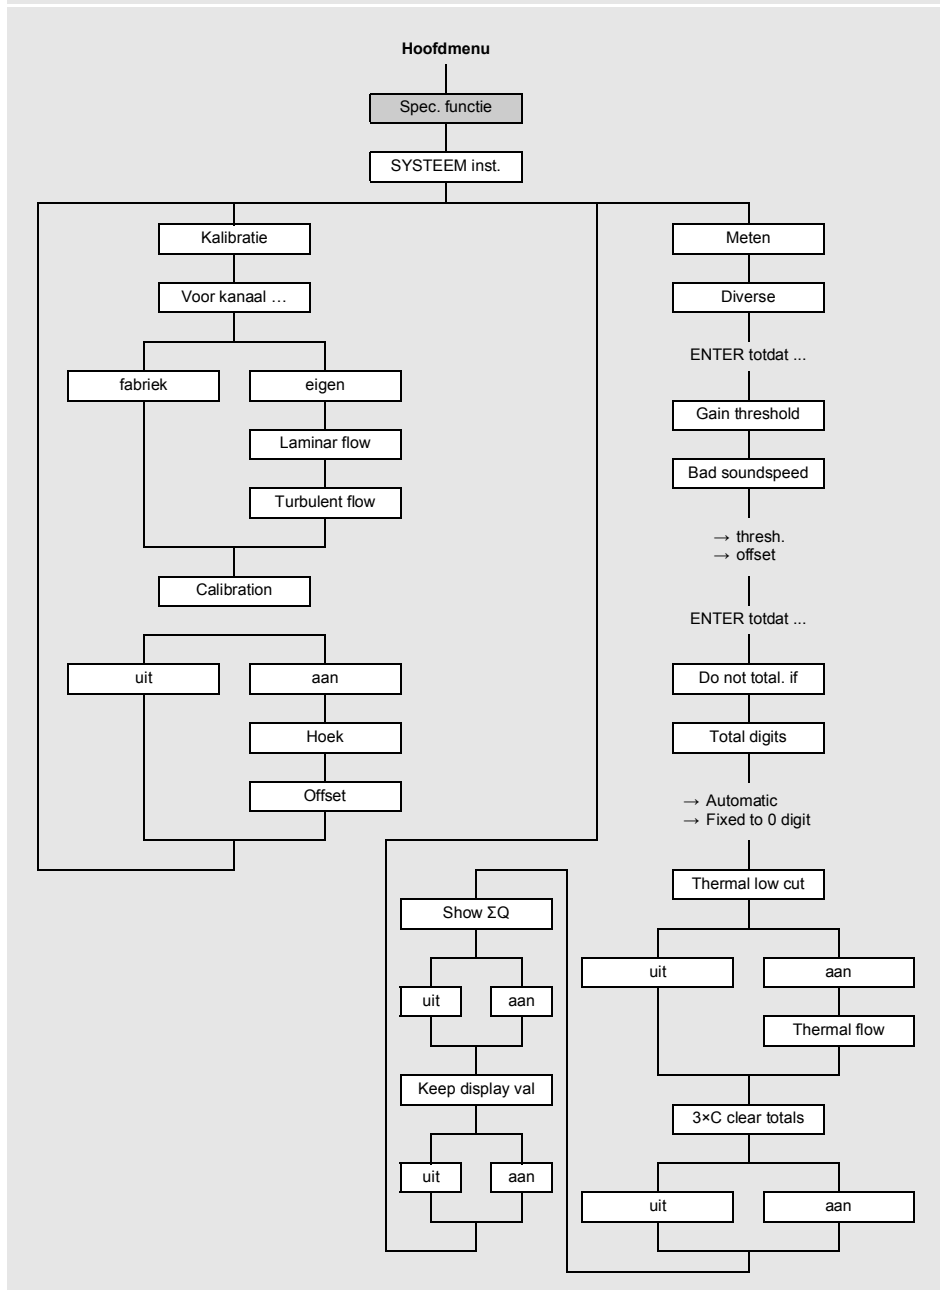 Hoofdmenu
Spec. functie
SYSTEEM inst.
Kalibratie
Voor kanaal …
fabriek
eigen
Laminar flow
Turbulent flow
Calibration
uit
aan
Hoek
Offset
Meten
Diverse
ENTER totdat ...
Gain threshold
Bad soundspeed
→ thresh.
→ offset
ENTER totdat ...
Do not total. if
Total digits
→ Automatic
→ Fixed to 0 digit
Thermal low cut
uit
aan
Thermal flow
3×C clear totals
uit
aan
Show ΣQ
uit
aan
Keep display val
uit
aan